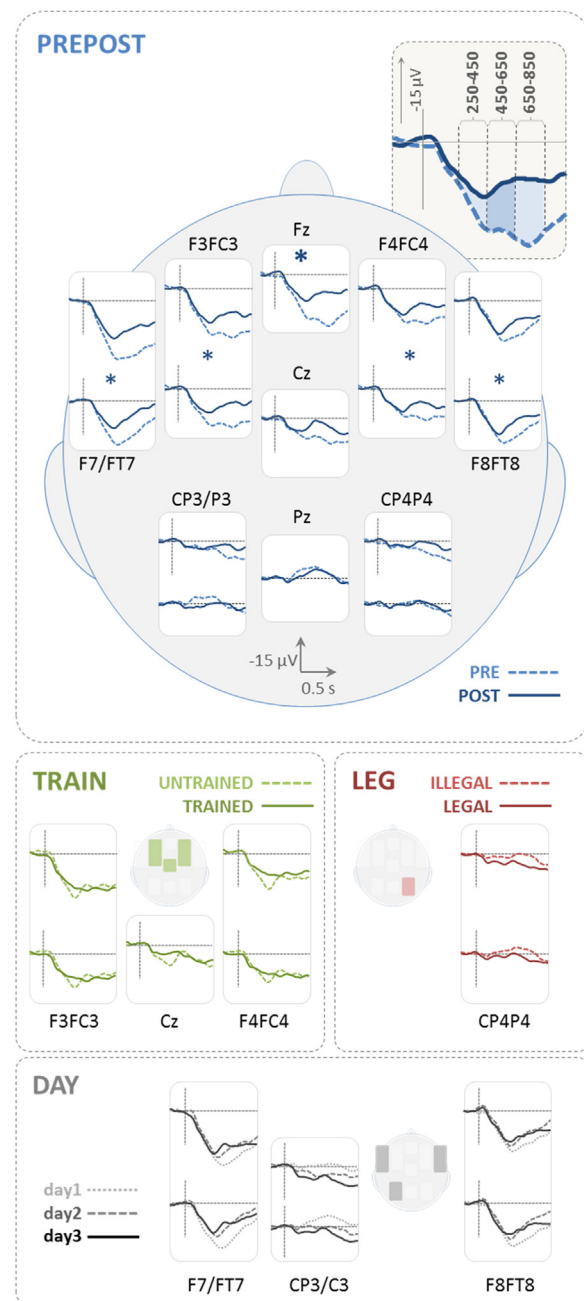 PREPOST
-15 µV
250-450
450-650
650-850
Fz
F3FC3
F4FC4
*
*
*
*
*
Cz
F7/FT7
F8FT8
CP3/P3
Pz
CP4P4
-15 µV
0.5 s
PRE
POST
TRAIN
UNTRAINED
TRAINED
F3FC3
Cz
F4FC4
LEG
ILLEGAL
LEGAL
CP4P4
DAY
day1
day2
day3
F7/FT7
CP3/C3
F8FT8